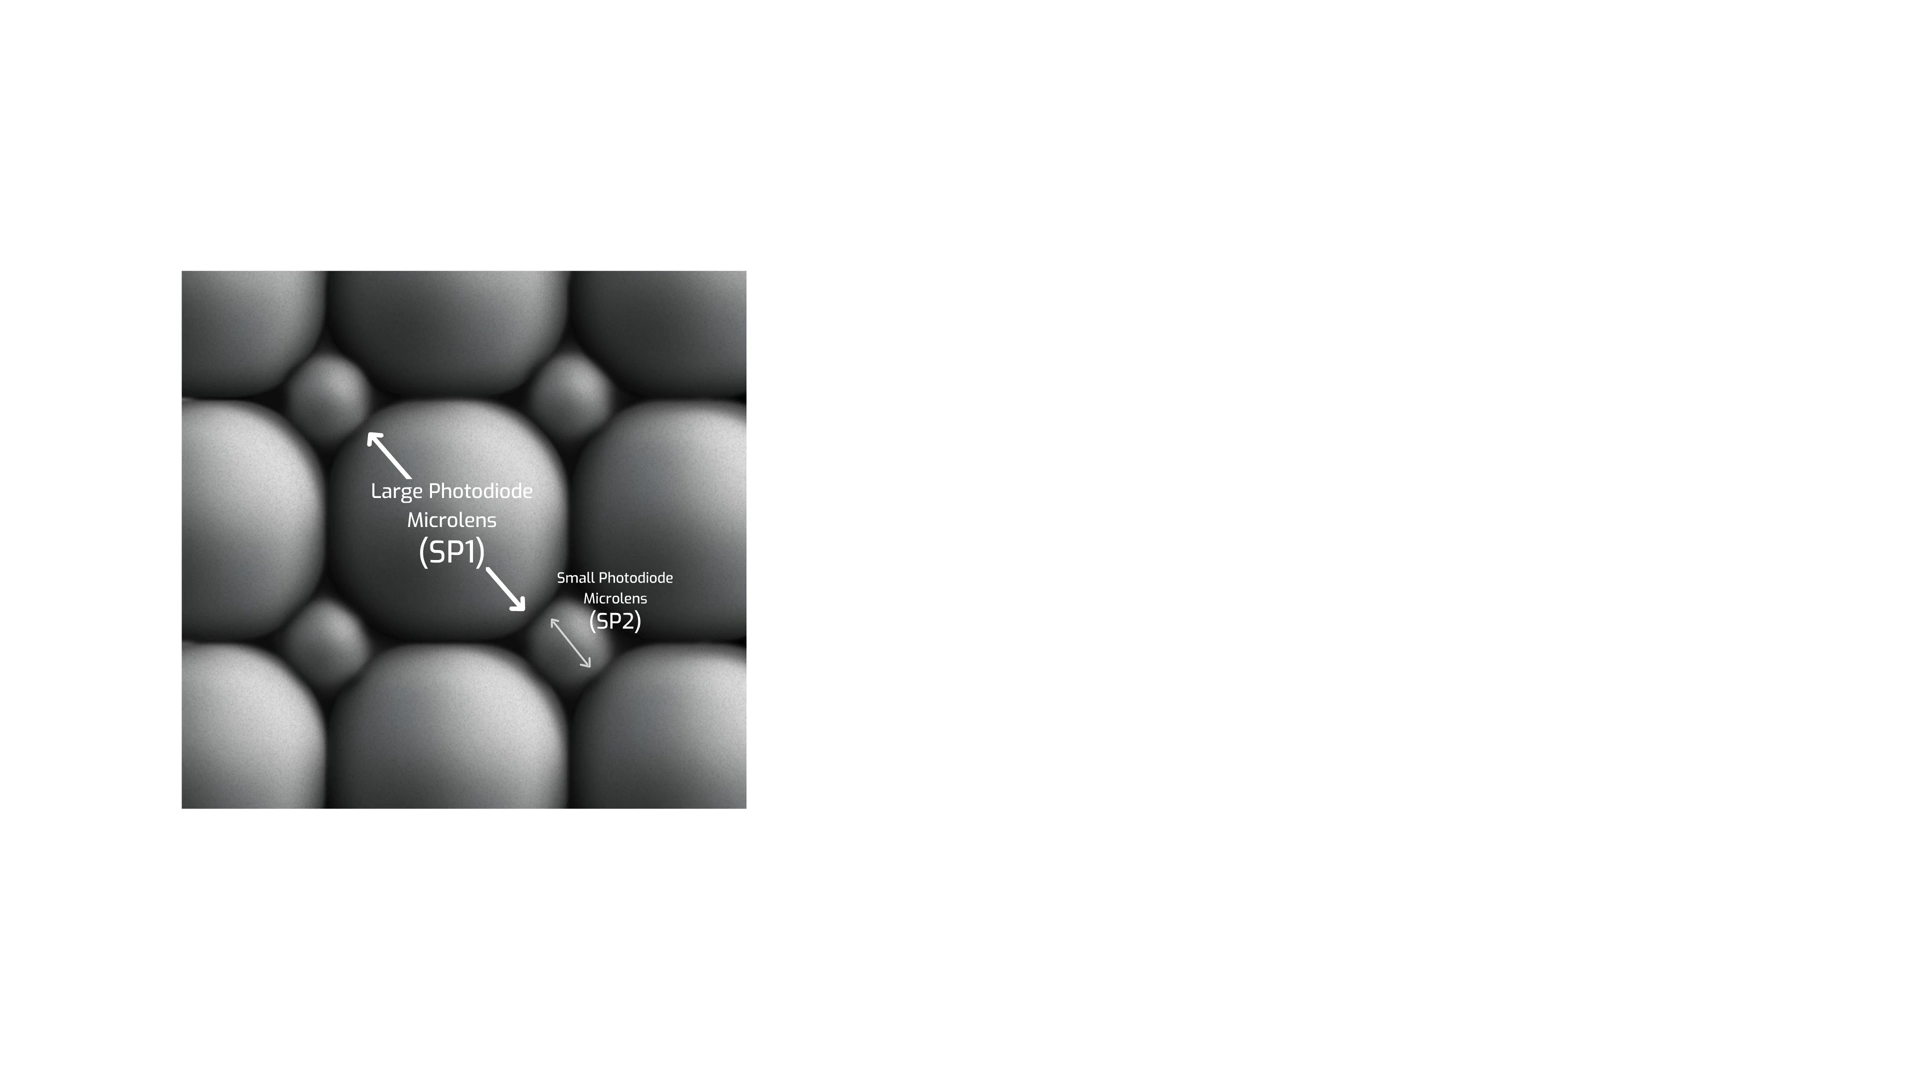 Large Photodiode
Microlens
(SP1)
Small Photodiode
Microlens
(SP2)